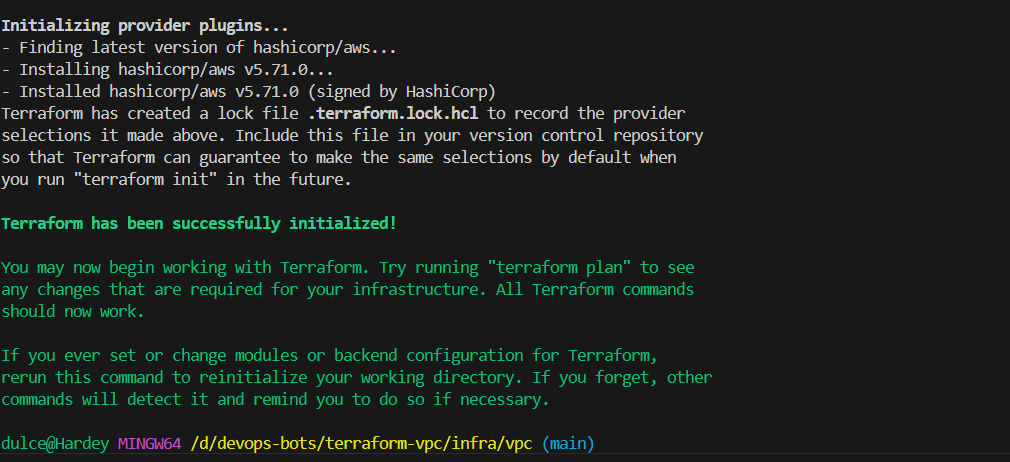 Initializing provider plugins...
- Finding latest version of hashicorp/aws...
- Installing hashicorp/aws v5.71.0...
- Installed hashicorp/aws v5.71.0 (signed by HashiCorp)
Terraform has created a lock file .terraform.lock.hcl to record the provider
selections it made above. Include this file in your version control repository
so that Terraform can guarantee to make the same selections by default when
you run "terraform init" in the future.
Terraform has been successfully initialized!
You may now begin working with Terraform. Try running "terraform plan" to see
any changes that are required for your infrastructure. All Terraform commands
should now work.
If you ever set or change modules or backend configuration for Terraform,
rerun this command to reinitialize your working directory. If you forget, other
commands will detect it and remind you to do so if necessary.
dulce@Hardey MINGW64 /d/devops-bots/terraform-vpc/infra/vpc (main)